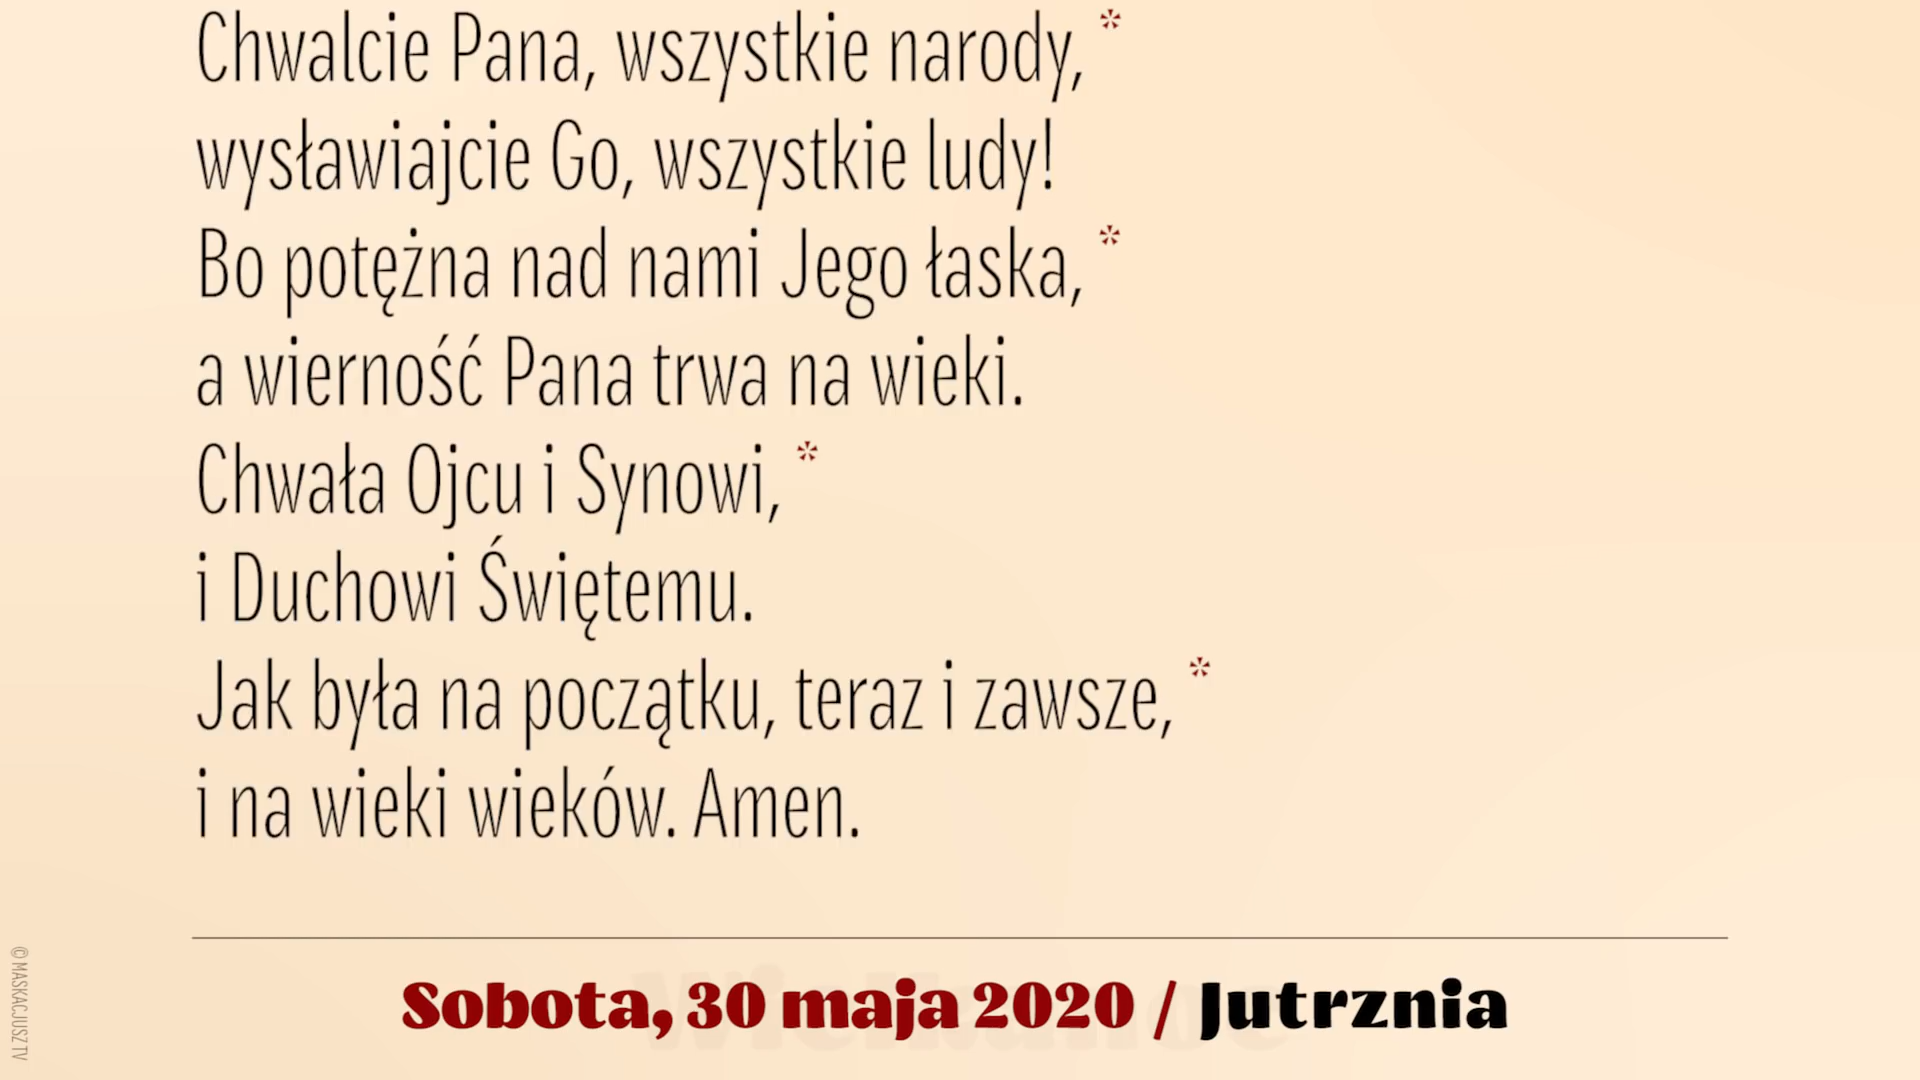 Chwalcie Pana, wszystkie narody, *
wysławiajcie Go, wszystkie ludy!
Bo potężna nad nami Jego łaska, *
a wierność Pana trwa na wieki.
Chwała Ojcu i Synowi, *
i Duchowi Świętemu.
Jak była na początku, teraz i zawsze, *
i na wieki wieków. Amen.
Sobota, 30 maja 2020 / Jutrznia
© MASKACJUSZ TV